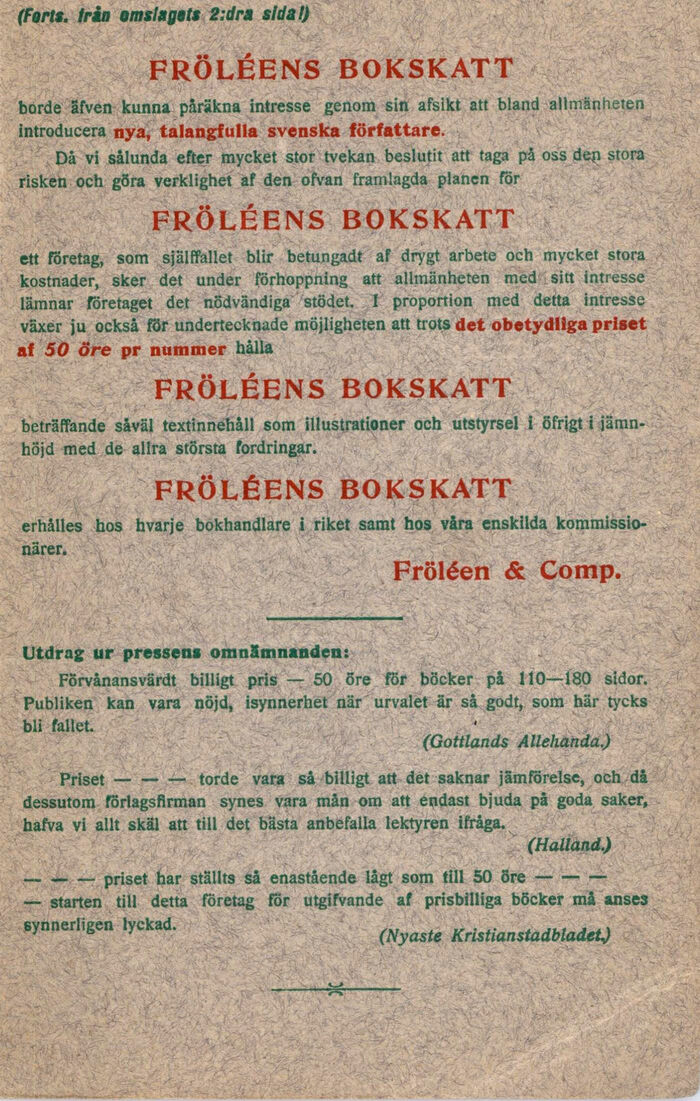 (Forts. från omslagets 2:dra sida!)
FRÖLÉENS BOKSKATT
borde äfven kunna påräkna intresse genom sin afsikt att bland allmänheten
introducera nya, talangfulla svenska författare.
Då vi sålunda efter mycket stor tvekan beslutit att taga på oss den stora
risken och göra verklighet af den ofvan framlagda planen för
FRÖLÉENS BOKSKATT
ett företag, som själffallet blir betungadt af drygt arbete och mycket stora
kostnader, sker det under förhoppning att allmänheten med sitt intresse
lämnar företaget det nödvändiga stödet. I proportion med detta intresse
växer ju också för undertecknade möjligheten att trots det obetydliga priset
af 50 öre pr nummer hålla
FRÖLÉENS BOKSKATT
beträffande såväl textinnehåll som illustrationer och utstyrsel i öfrigt i jämn-
höjd med de allra största fordringar.
FRÖLÉENS BOKSKATT
erhålles hos hvarje bokhandlare i riket samt hos våra enskilda kommissio-
närer.
Fröléen & Comp.
Utdrag ur pressens omnämnanden:
Förvånansvärdt billigt pris — 50 öre för böcker på 110—180 sidor.
Publiken kan vara nöjd, isynnerhet när urvalet är så godt, som här tycks
bli fallet.
(Gottlands Allehanda.)
Priset — — — torde vara så billigt att det saknar jämförelse, och då
dessutom förlagsfirman synes vara mån om att endast bjuda på goda saker,
hafva vi allt skäl att till det bästa anbefalla lektyren ifråga.
(Halland.)
— — — priset har ställts så enastående lågt som till 50 öre — — —
— starten till detta företag för utgifvande af prisbilliga böcker må anses
synnerligen lyckad.
(Nyaste Kristianstadbladet.)